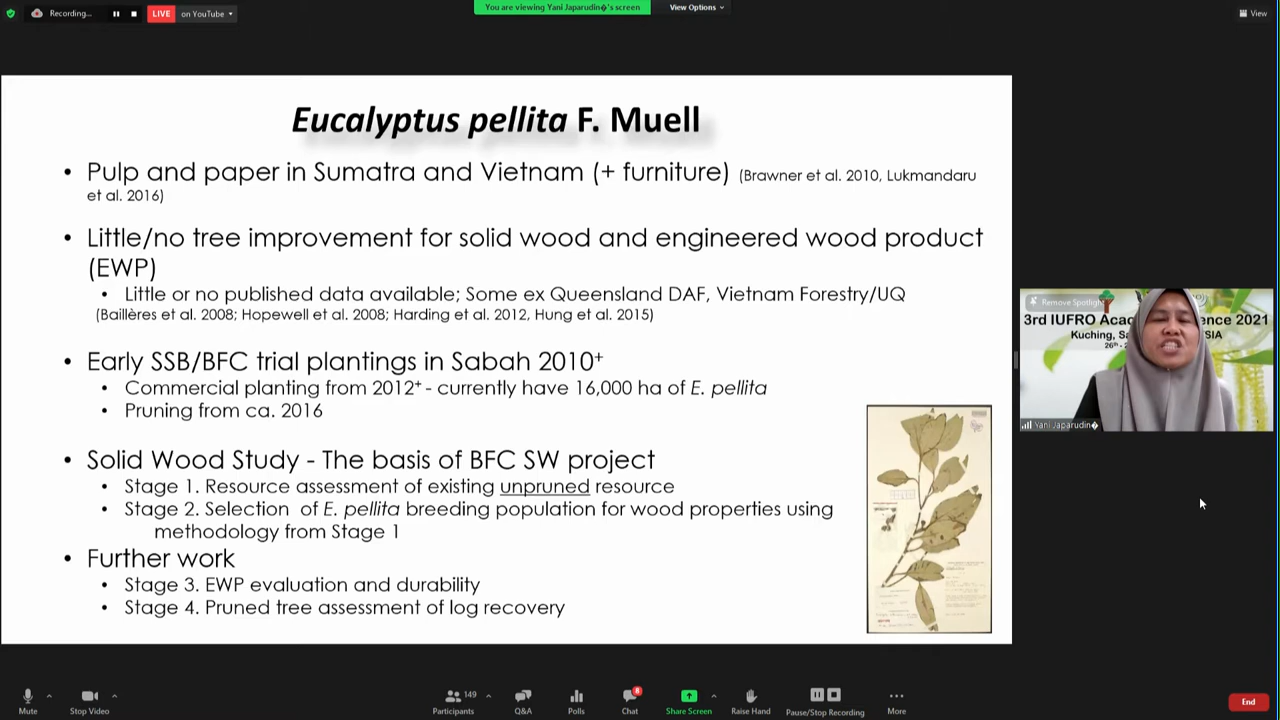 Recording...
LIVE
on YouTube
You are viewing Yani Japarudin�'s screen
View Options
View
Eucalyptus pellita F. Muell
• Pulp and paper in Sumatra and Vietnam (+ furniture) (Brawner et al. 2010, Lukmandaru
et al. 2016)
• Little/no tree improvement for solid wood and engineered wood product
(EWP)
• Little or no published data available; Some ex Queensland DAF, Vietnam Forestry/UQ
(Baillères et al. 2008; Hopewell et al. 2008; Harding et al. 2012, Hung et al. 2015)
• Early SSB/BFC trial plantings in Sabah 2010⁺
• Commercial planting from 2012⁺ - currently have 16,000 ha of E. pellita
• Pruning from ca. 2016
• Solid Wood Study - The basis of BFC SW project
• Stage 1. Resource assessment of existing unpruned resource
• Stage 2. Selection of E. pellita breeding population for wood properties using
methodology from Stage 1
• Further work
• Stage 3. EWP evaluation and durability
• Stage 4. Pruned tree assessment of log recovery
Remove Spotlight
3rd IUFRO Aca ence 2021
Kuching, Sa SIA
26th
Yani Japarudin�
Mute
Stop Video
149
Participants
Q&A
Polls
8
Chat
Share Screen
Raise Hand
Pause/Stop Recording
More
End